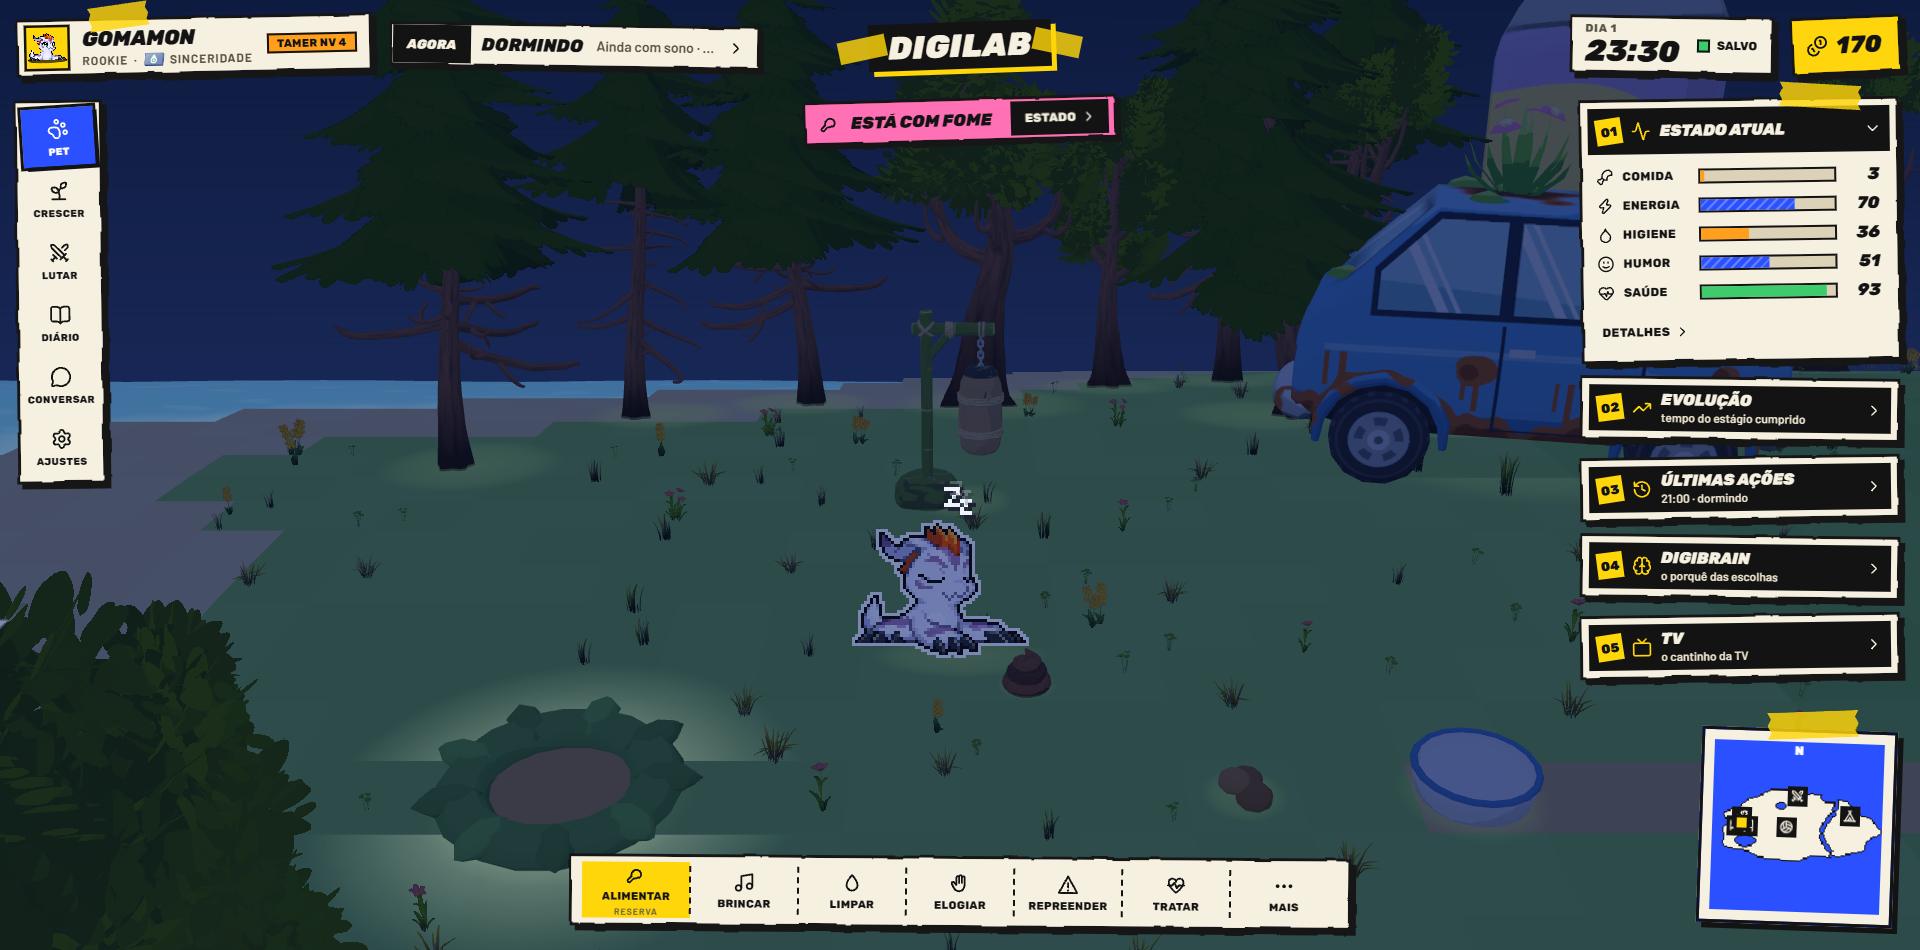 GOMAMON
ROOKIE · SINCERIDADE
TAMER NV 4
AGORA
DORMINDO
Ainda com sono · ...
DIGILAB
DIA 1
23:30
SALVO
170
ESTÁ COM FOME
ESTADO
PET
CRESCER
LUTAR
DIÁRIO
CONVERSAR
AJUSTES
01
ESTADO ATUAL
COMIDA 3
ENERGIA 70
HIGIENE 36
HUMOR 51
SAÚDE 93
DETALHES
02
EVOLUÇÃO
tempo do estágio cumprido
03
ÚLTIMAS AÇÕES
21:00 · dormindo
04
DIGIBRAIN
o porquê das escolhas
05
TV
o cantinho da TV
N
ALIMENTAR
RESERVA
BRINCAR
LIMPAR
ELOGIAR
REPREENDER
TRATAR
MAIS